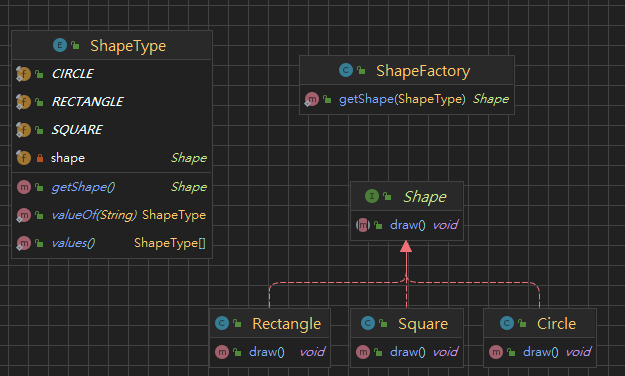 ShapeType
CIRCLE
RECTANGLE
SQUARE
shape Shape
getShape() Shape
valueOf(String) ShapeType
values() ShapeType[]
ShapeFactory
getShape(ShapeType) Shape
Shape
draw() void
Rectangle
draw() void
Square
draw() void
Circle
draw() void